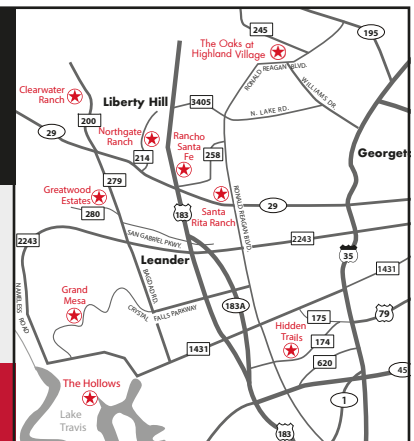 245
195
The Oaks at
Highland Village
RONALD REAGAN BLVD.
WILLIAMS DR
Clearwater
Ranch
Liberty Hill
3405
N. LAKE RD.
200
29
Northgate
Ranch
214
Rancho
Santa
Fe
258
Georget
279
Greatwood
Estates
280
183
Santa
Rita Ranch
RONALD REAGAN BLVD.
29
2243
SAN GABREL PKWY.
2243
Leander
35
1431
NAMELESS ROAD
Grand
Mesa
BAGDAD RD.
CRYSTAL FALLS PARKWAY
183A
175
79
Hidden
Trails
174
1431
620
45
The Hollows
Lake
Travis
1
183